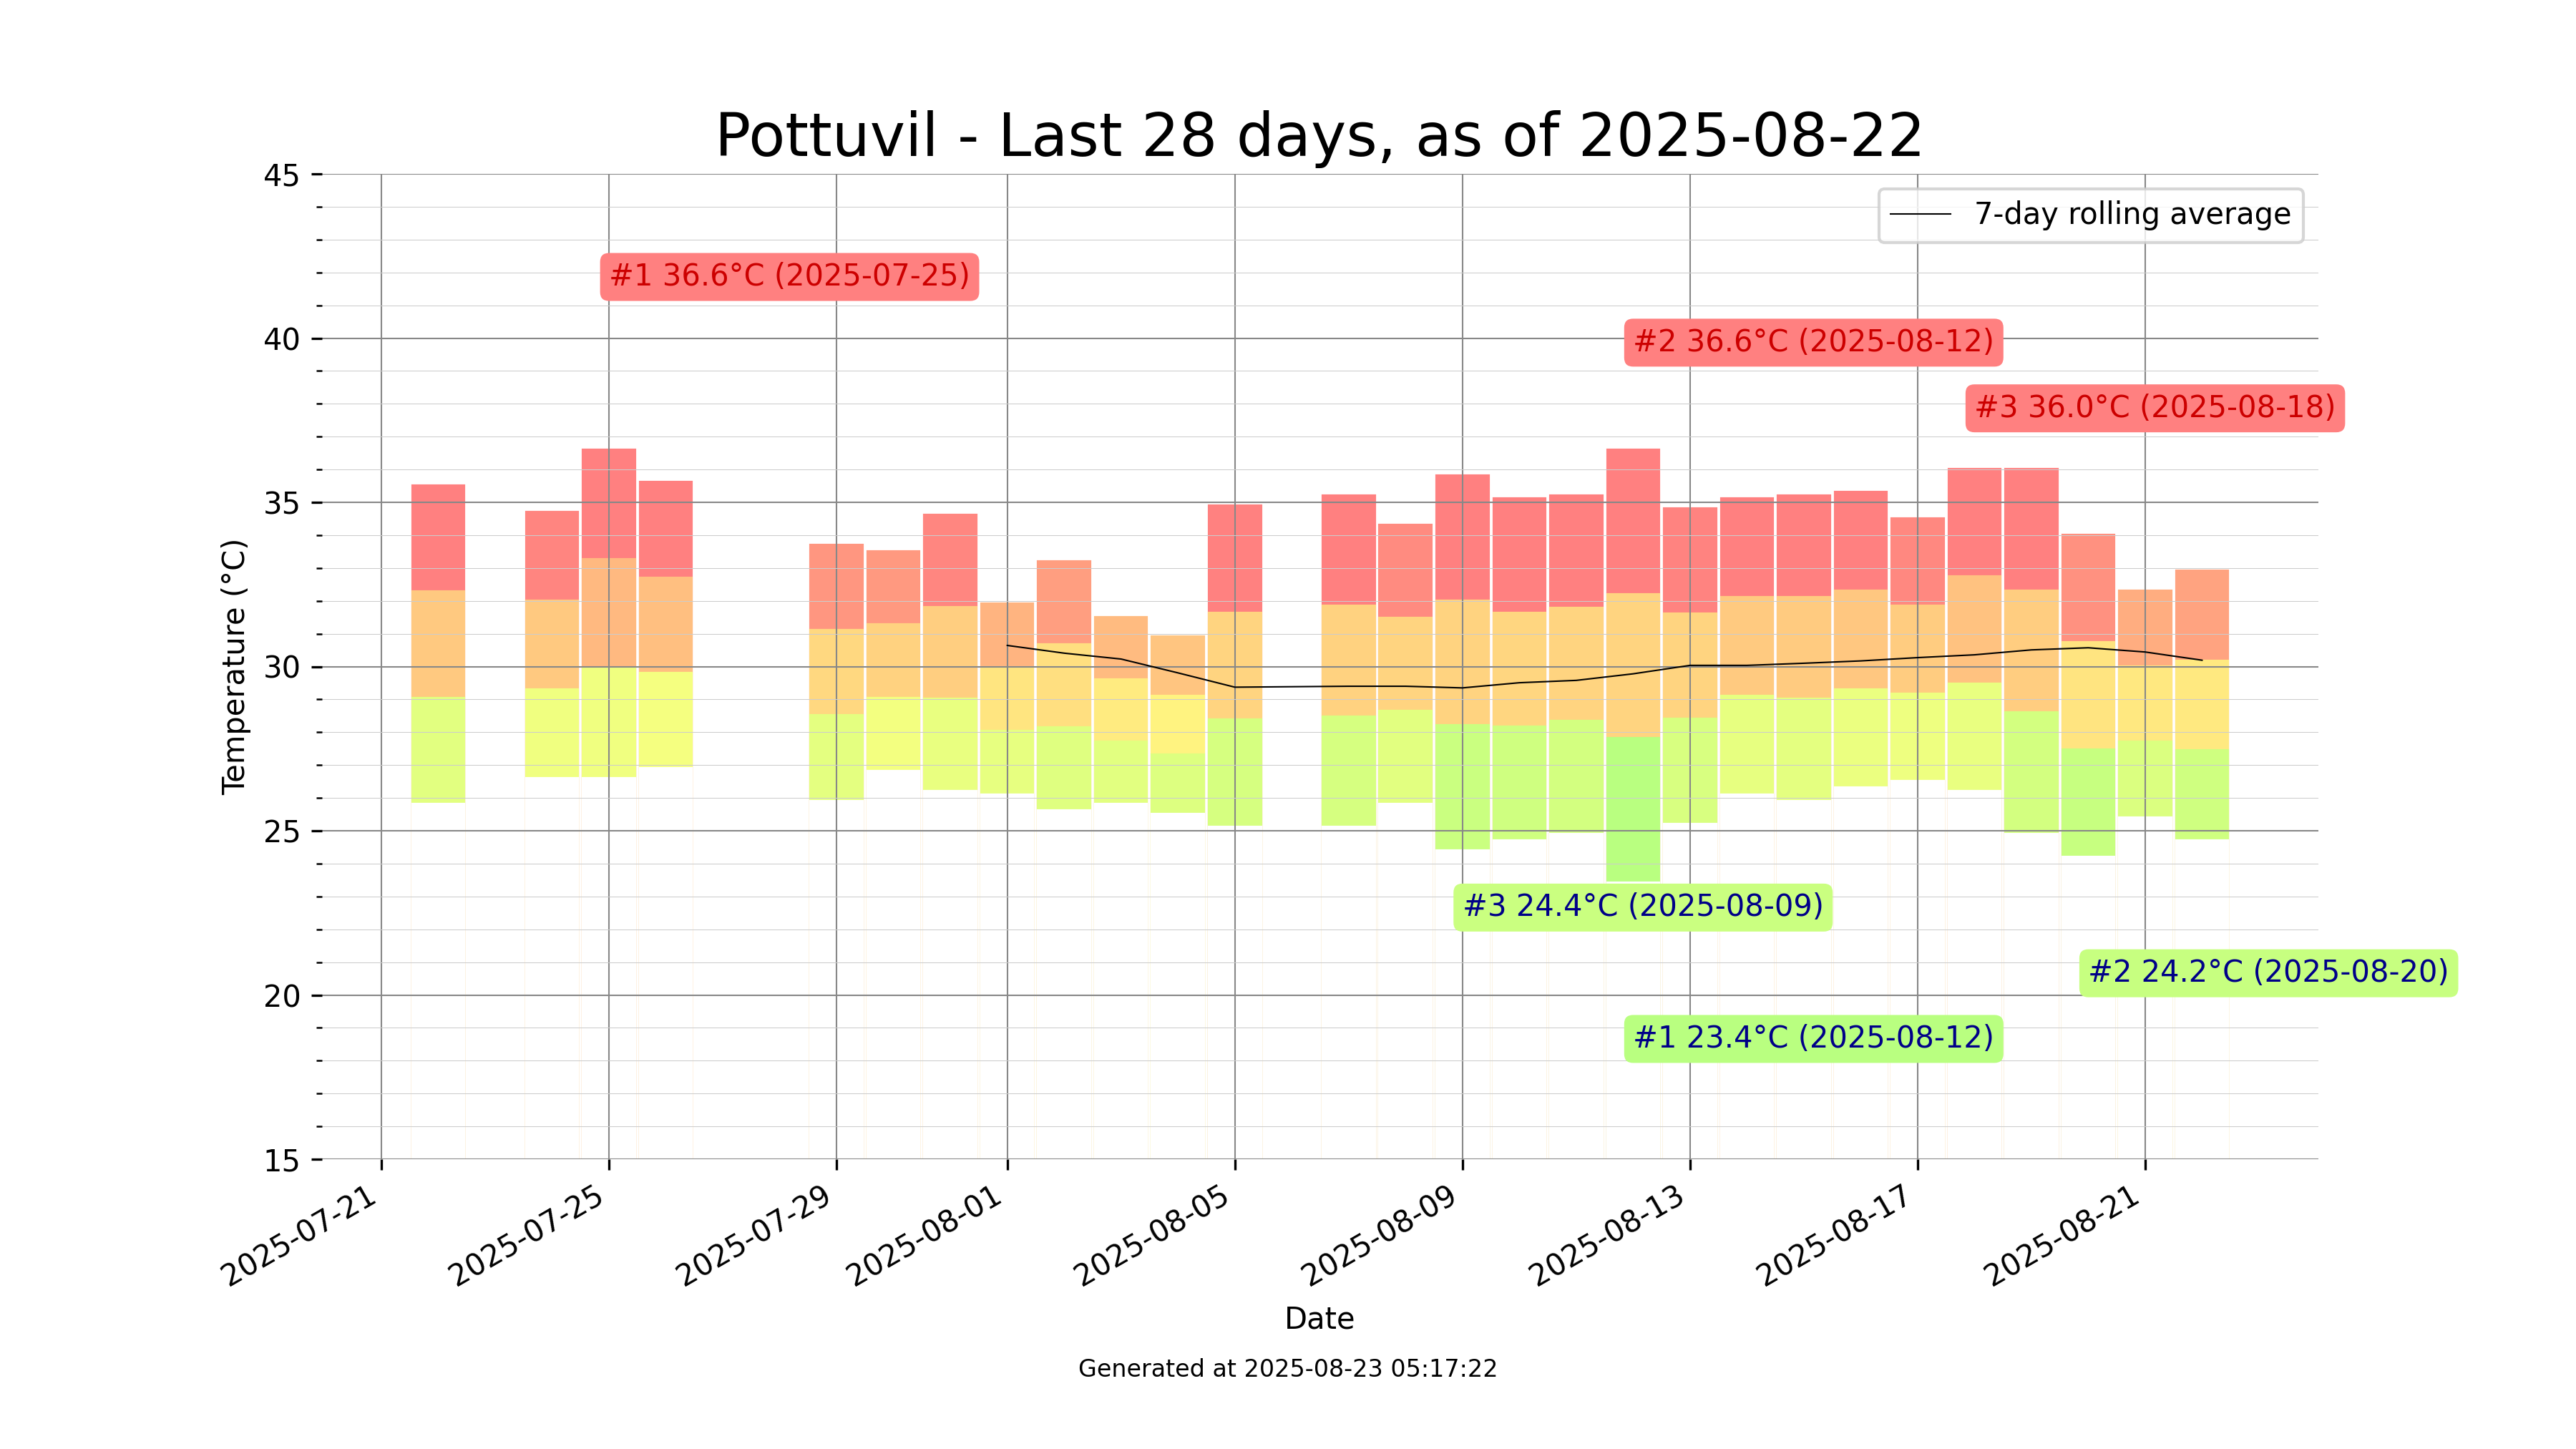 Pottuvil - Last 28 days, as of 2025-08-22
45
40
35
30
25
20
15
Temperature (°C)
7-day rolling average
#1 36.6°C (2025-07-25)
#2 36.6°C (2025-08-12)
#3 36.0°C (2025-08-18)
#3 24.4°C (2025-08-09)
#2 24.2°C (2025-08-20)
#1 23.4°C (2025-08-12)
2025-07-21
2025-07-25
2025-07-29
2025-08-01
2025-08-05
2025-08-09
2025-08-13
2025-08-17
2025-08-21
Date
Generated at 2025-08-23 05:17:22